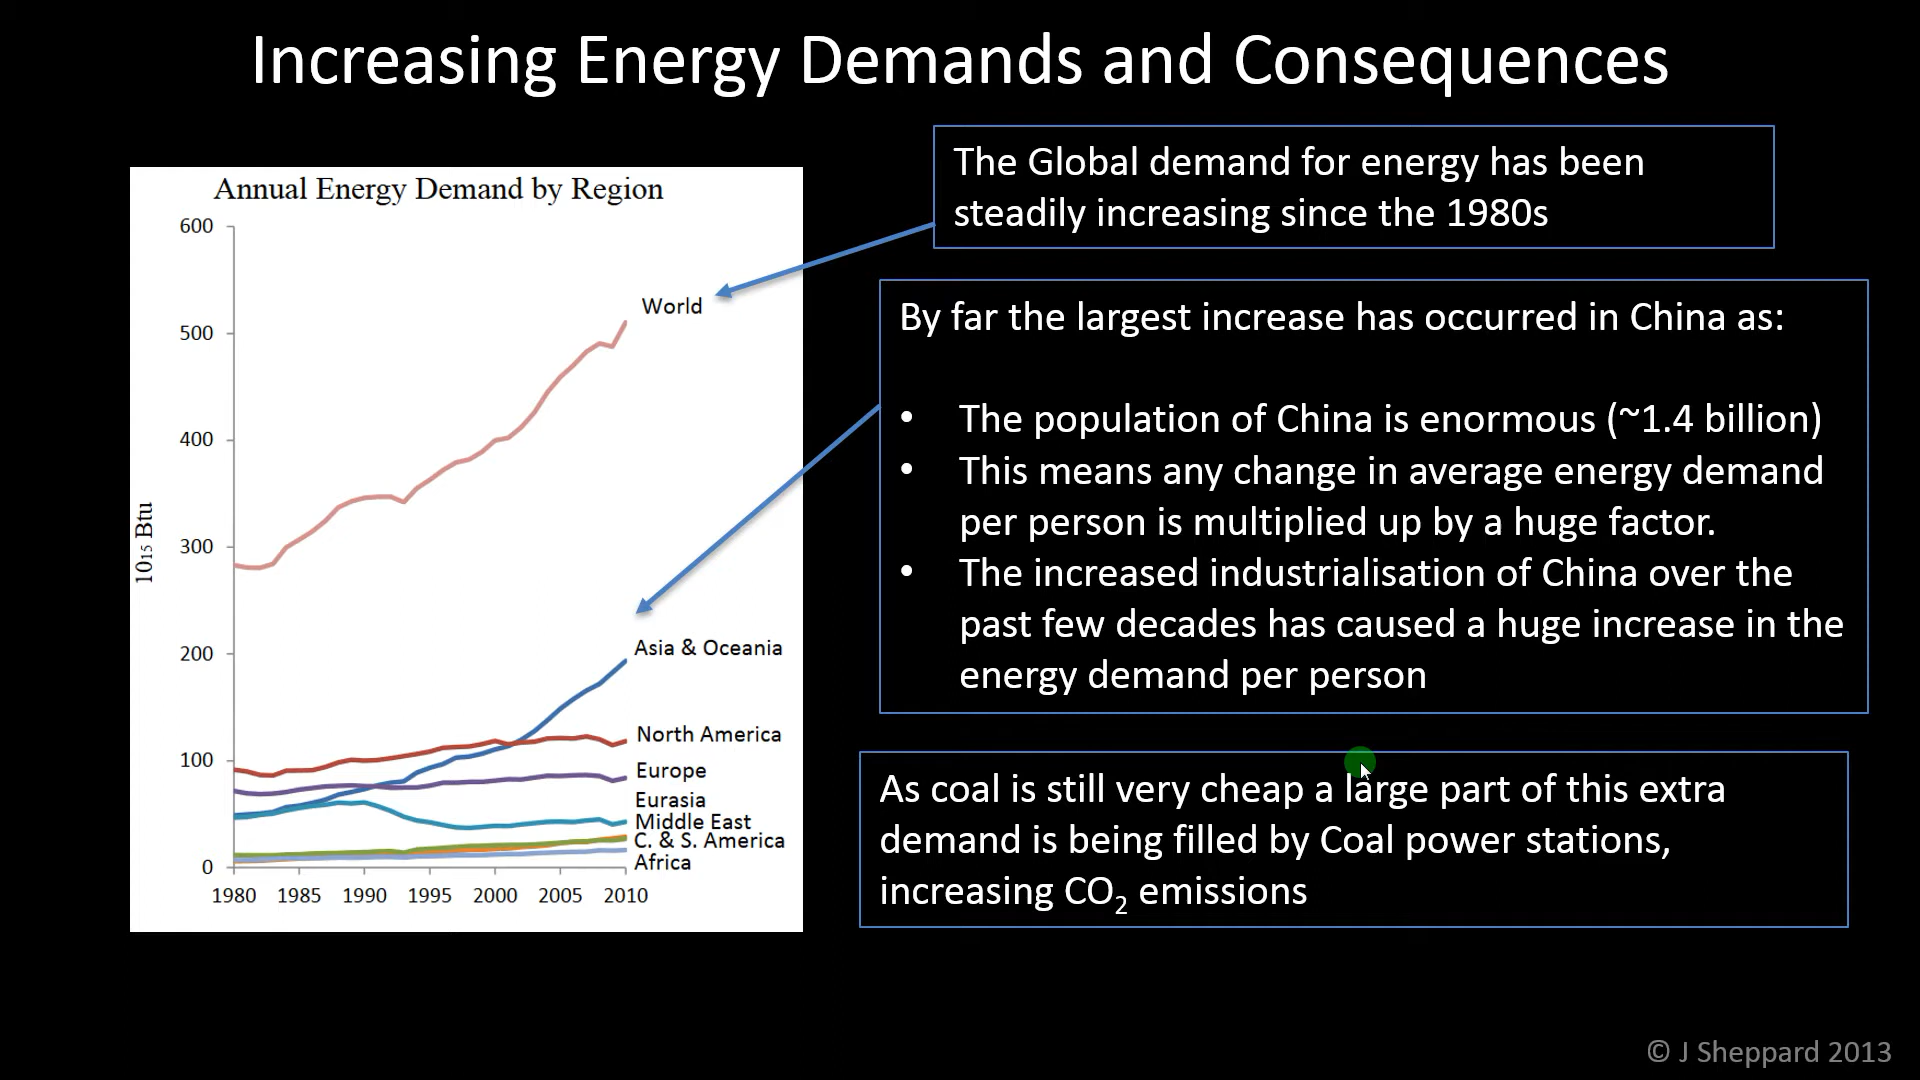 Increasing Energy Demands and Consequences
Annual Energy Demand by Region
600
500
400
300
200
100
0
10₁₅ Btu
1980 1985 1990 1995 2000 2005 2010
World
Asia & Oceania
North America
Europe
Eurasia
Middle East
C. & S. America
Africa
The Global demand for energy has been
steadily increasing since the 1980s
By far the largest increase has occurred in China as:
• The population of China is enormous (~1.4 billion)
• This means any change in average energy demand
per person is multiplied up by a huge factor.
• The increased industrialisation of China over the
past few decades has caused a huge increase in the
energy demand per person
As coal is still very cheap a large part of this extra
demand is being filled by Coal power stations,
increasing CO₂ emissions
© J Sheppard 2013